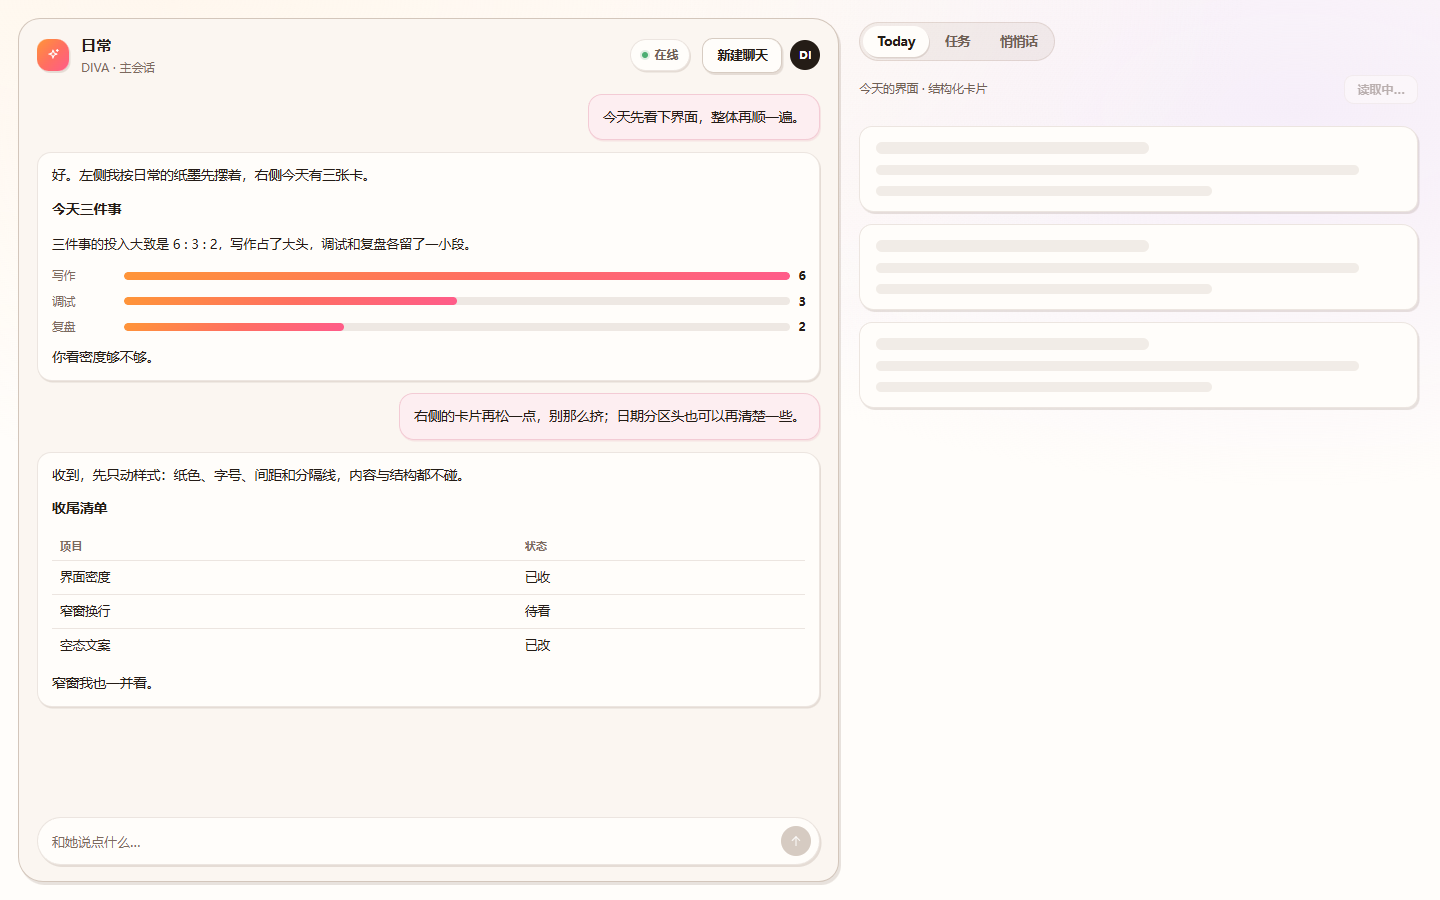 日常
DIVA · 主会话
在线
新建聊天
DI
今天先看下界面，整体再顺一遍。
好。左侧我按日常的纸墨先摆着，右侧今天有三张卡。
今天三件事
三件事的投入大致是 6 : 3 : 2，写作占了大头，调试和复盘各留了一小段。
写作 6
调试 3
复盘 2
你看密度够不够。
右侧的卡片再松一点，别那么挤；日期分区头也可以再清楚一些。
收到，先只动样式：纸色、字号、间距和分隔线，内容与结构都不碰。
收尾清单
项目 状态
界面密度 已收
窄窗换行 待看
空态文案 已改
窄窗我也一并看。
和她说点什么...
Today 任务 悄悄话
今天的界面 · 结构化卡片
读取中...